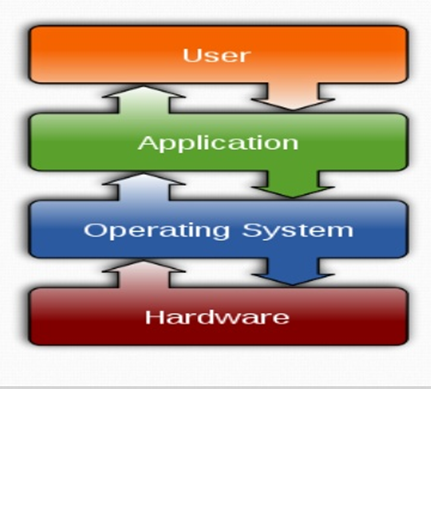 User
Application
Operating System
Hardware